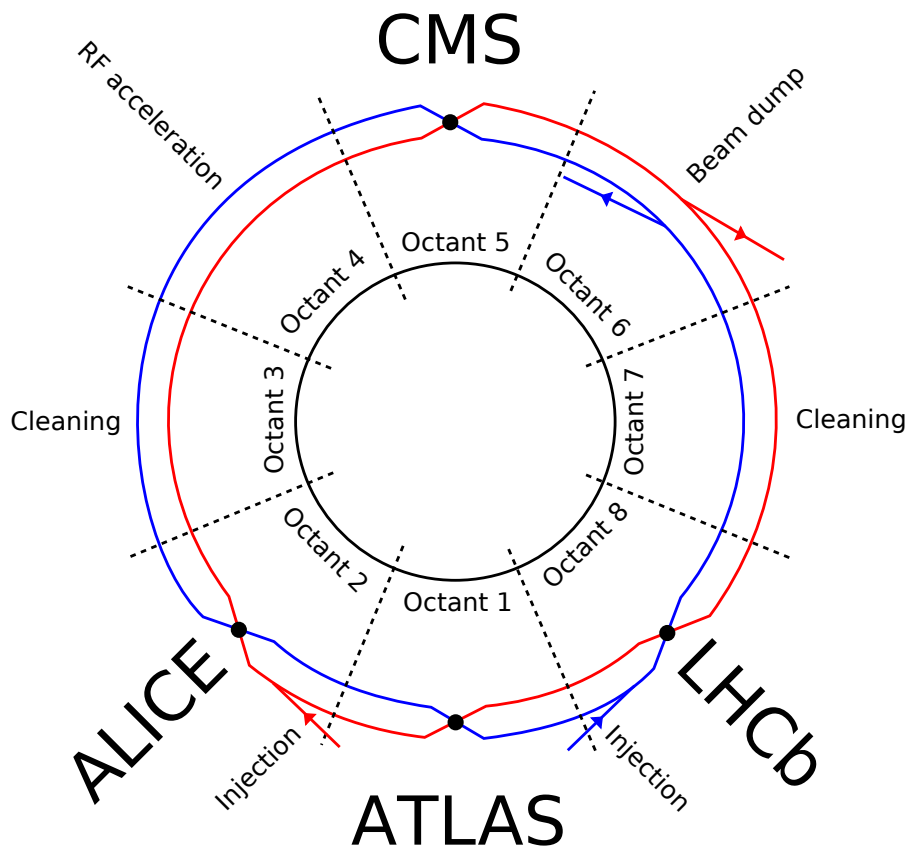 CMS
RF acceleration
Beam dump
Octant 5
Octant 4
Octant 6
Cleaning
Octant 3
Octant 7
Cleaning
Octant 2
Octant 8
Octant 1
ALICE
LHCb
Injection
Injection
ATLAS